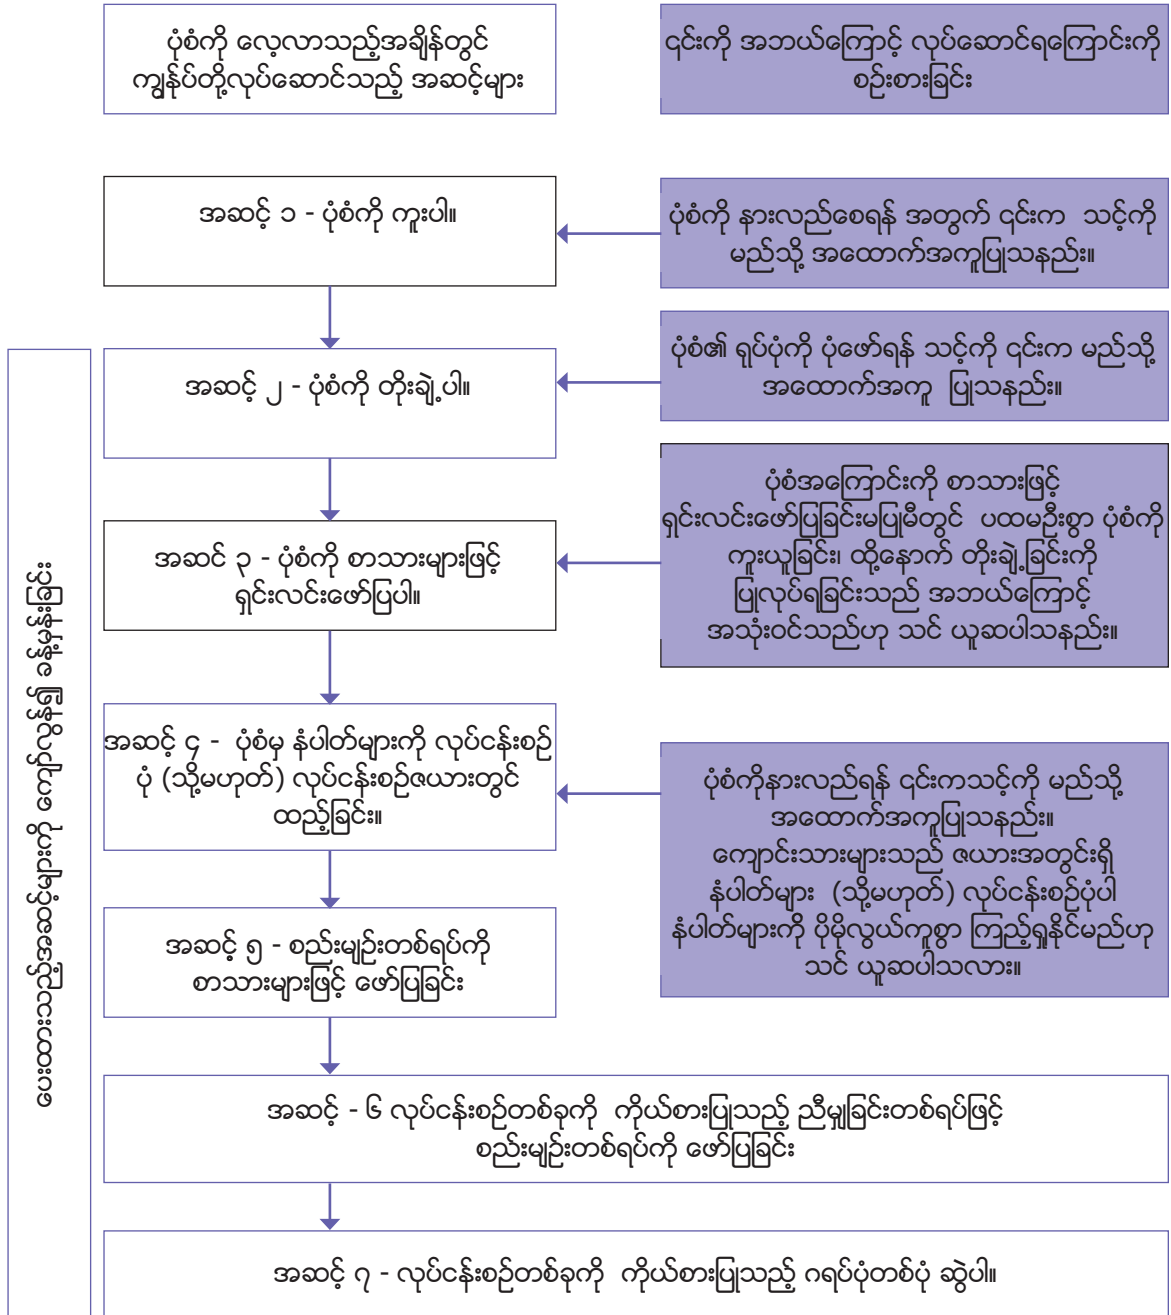 ပုံစံကို လေ့လာသည့်အချိန်တွင်
ကျွန်ုပ်တို့လုပ်ဆောင်သည့် အဆင့်များ
၎င်းကို အဘယ်ကြောင့် လုပ်ဆောင်ရကြောင်းကို
စဉ်းစားခြင်း
အဆင့် ၁ - ပုံစံကို ကူးပါ။
ပုံစံကို နားလည်စေရန် အတွက် ၎င်းက သင့်ကို
မည်သို့ အထောက်အကူပြုသနည်း။
အဆင့် ၂ - ပုံစံကို တိုးချဲ့ပါ။
ပုံစံ၏ ရုပ်ပုံကို ပုံဖော်ရန် သင့်ကို ၎င်းက မည်သို့
အထောက်အကူ ပြုသနည်း။
အဆင် ၃ - ပုံစံကို စာသားများဖြင့်
ရှင်းလင်းဖော်ပြပါ။
ပုံစံအကြောင်းကို စာသားဖြင့်
ရှင်းလင်းဖော်ပြခြင်းမပြုမီတွင် ပထမဦးစွာ ပုံစံကို
ကူးယူခြင်း၊ ထို့နောက် တိုးချဲ့ခြင်းကို
ပြုလုပ်ရခြင်းသည် အဘယ်ကြောင့်
အသုံးဝင်သည်ဟု သင် ယူဆပါသနည်း။
အဆင့် ၄ - ပုံစံမှ နံပါတ်များကို လုပ်ငန်းစဉ်
ပုံ (သို့မဟုတ်) လုပ်ငန်းစဉ်ဇယားတွင်
ထည့်ခြင်း။
ပုံစံကိုနားလည်ရန် ၎င်းကသင့်ကို မည်သို့
အထောက်အကူပြုသနည်း။
ကျောင်းသားများသည် ဇယားအတွင်းရှိ
နံပါတ်များ (သို့မဟုတ်) လုပ်ငန်းစဉ်ပုံပါ
နံပါတ်များကို ပိုမိုလွယ်ကူစွာ ကြည့်ရှုနိုင်မည်ဟု
သင် ယူဆပါသလား။
အဆင့် ၅ - စည်းမျဉ်းတစ်ရပ်ကို
စာသားများဖြင့် ဖော်ပြခြင်း
အဆင့် - ၆ လုပ်ငန်းစဉ်တစ်ခုကို ကိုယ်စားပြုသည့် ညီမျှခြင်းတစ်ရပ်ဖြင့်
စည်းမျဉ်းတစ်ရပ်ကို ဖော်ပြခြင်း
အဆင့် ၇ - လုပ်ငန်းစဉ်တစ်ခုကို ကိုယ်စားပြုသည့် ဂရပ်ပုံတစ်ပုံ ဆွဲပါ။
ပေးထားသည့်အဆင့်များကို ကျော်လွန်၍ ခန့်မှန်းခြင်း